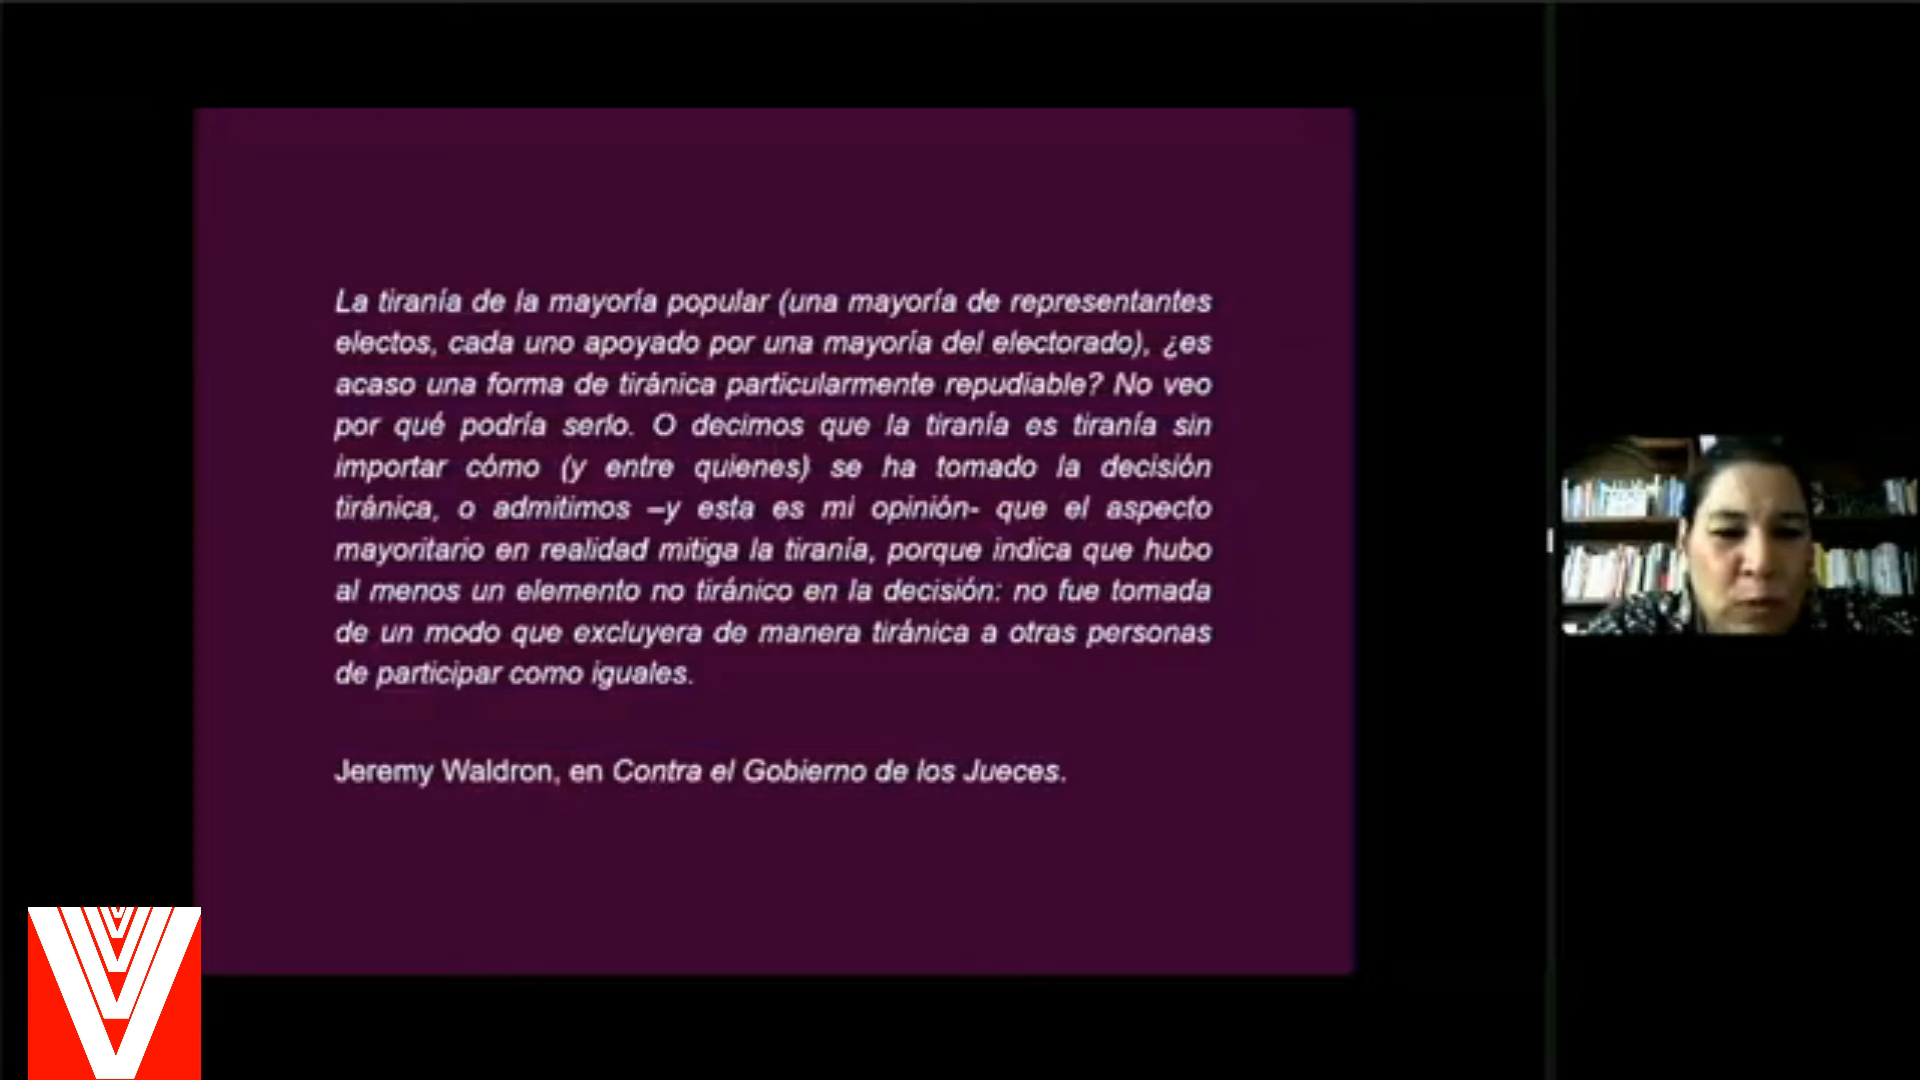 La tiranía de la mayoría popular (una mayoría de representantes
electos, cada uno apoyado por una mayoría del electorado), ¿es
acaso una forma de tiránica particularmente repudiable? No veo
por qué podría serlo. O decimos que la tiranía es tiranía sin
importar cómo (y entre quienes) se ha tomado la decisión
tiránica, o admitimos –y esta es mi opinión- que el aspecto
mayoritario en realidad mitiga la tiranía, porque indica que hubo
al menos un elemento no tiránico en la decisión: no fue tomada
de un modo que excluyera de manera tiránica a otras personas
de participar como iguales.
Jeremy Waldron, en Contra el Gobierno de los Jueces.